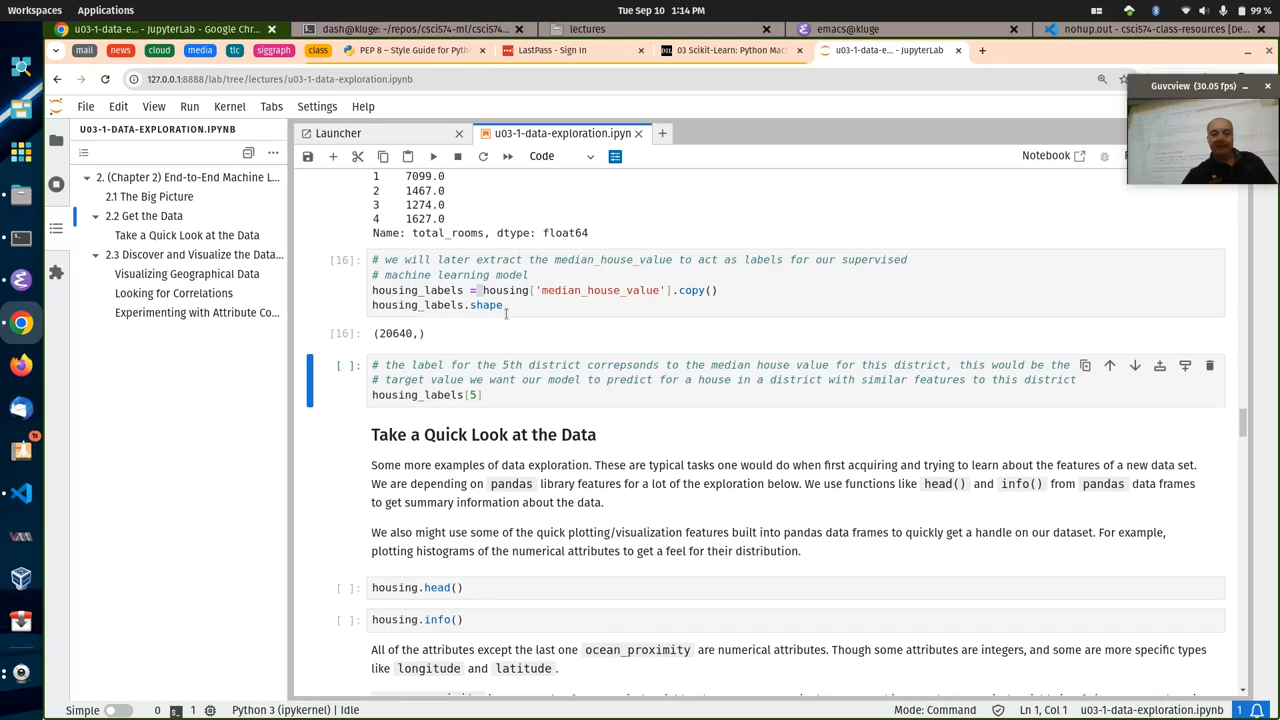 Workspaces
Applications
Tue Sep 10 1:14 PM
99 %
u03-1-data-e... - JupyterLab - Google Chr...
dash@kluge: ~/repos/csci574-ml/csci574...
lectures
emacs@kluge
nohup.out - csci574-class-resources [De...
mail
news
cloud
media
tlc
siggraph
class
PEP 8 – Style Guide for Pyth
LastPass - Sign In
03 Scikit-Learn: Python Mac
u03-1-data-e... - JupyterLab
127.0.0.1:8888/lab/tree/lectures/u03-1-data-exploration.ipynb
Guvcview (30.05 fps)
File
Edit
View
Run
Kernel
Tabs
Settings
Help
U03-1-DATA-EXPLORATION.IPYNB
Launcher
u03-1-data-exploration.ipyn
Code
Notebook
2. (Chapter 2) End-to-End Machine L...
2.1 The Big Picture
2.2 Get the Data
Take a Quick Look at the Data
2.3 Discover and Visualize the Data...
Visualizing Geographical Data
Looking for Correlations
Experimenting with Attribute Co...
1 7099.0
2 1467.0
3 1274.0
4 1627.0
Name: total_rooms, dtype: float64
[16]:
# we will later extract the median_house_value to act as labels for our supervised
# machine learning model
housing_labels = housing['median_house_value'].copy()
housing_labels.shape
[16]: (20640,)
[ ]:
# the label for the 5th district correpsonds to the median house value for this district, this would be the
# target value we want our model to predict for a house in a district with similar features to this district
housing_labels[5]
Take a Quick Look at the Data
Some more examples of data exploration. These are typical tasks one would do when first acquiring and trying to learn about the features of a new data set.
We are depending on pandas library features for a lot of the exploration below. We use functions like head() and info() from pandas data frames
to get summary information about the data.
We also might use some of the quick plotting/visualization features built into pandas data frames to quickly get a handle on our dataset. For example,
plotting histograms of the numerical attributes to get a feel for their distribution.
[ ]: housing.head()
[ ]: housing.info()
All of the attributes except the last one ocean_proximity are numerical attributes. Though some attributes are integers, and some are more specific types
like longitude and latitude.
Simple
0
1
Python 3 (ipykernel) | Idle
Mode: Command
Ln 1, Col 1
u03-1-data-exploration.ipynb
1